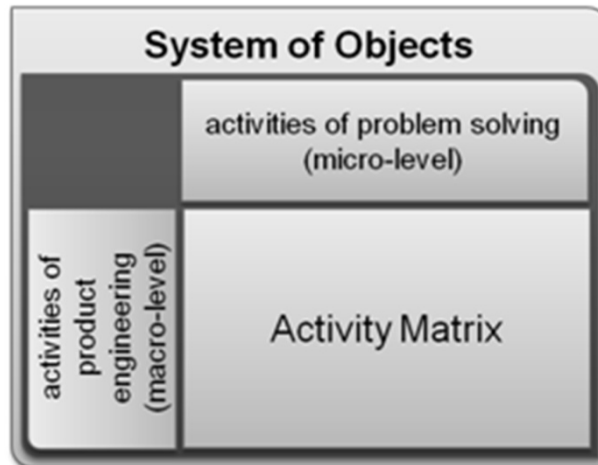 System of Objects
activities of problem solving
(micro-level)
activities of
product
engineering
(macro-level)
Activity Matrix